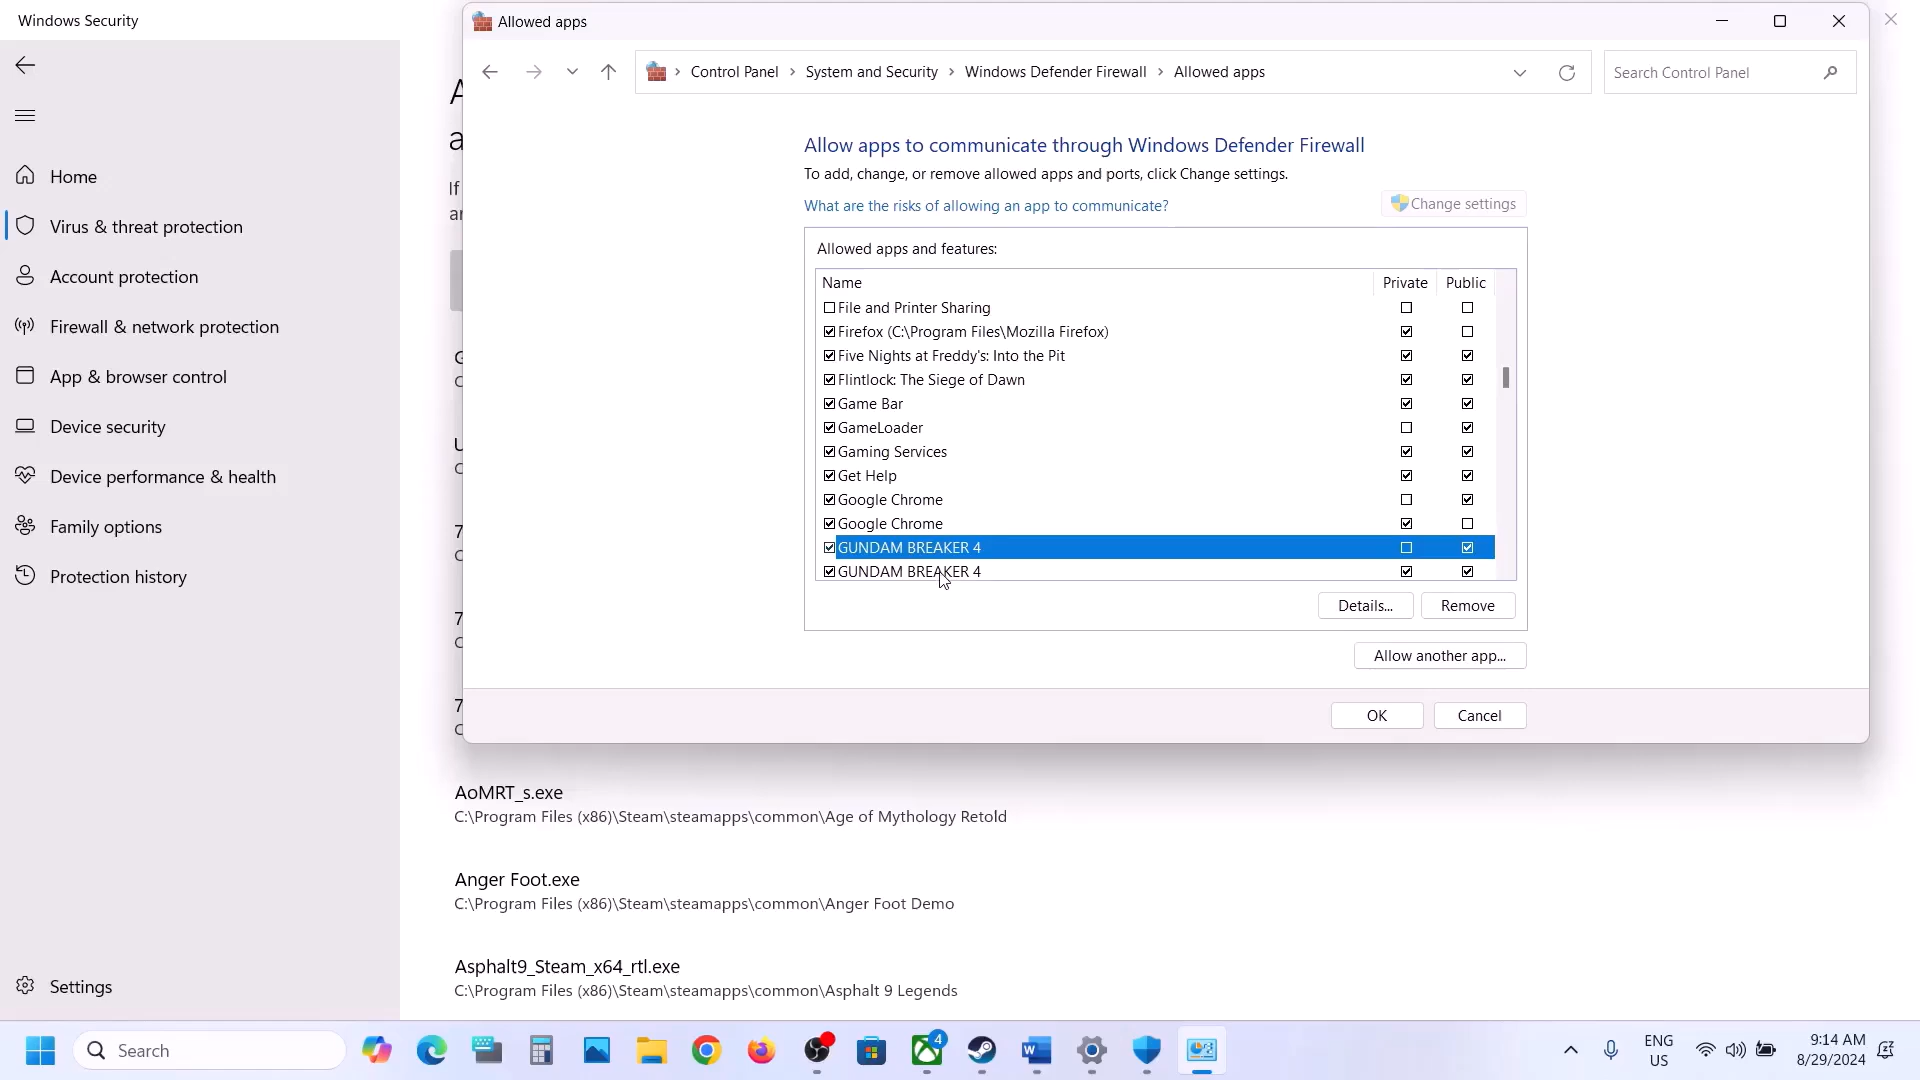 Windows Security
Home
Virus & threat protection
Account protection
Firewall & network protection
App & browser control
Device security
Device performance & health
Family options
Protection history
Settings
Allowed apps
Control Panel > System and Security > Windows Defender Firewall > Allowed apps
Search Control Panel
Allow apps to communicate through Windows Defender Firewall
To add, change, or remove allowed apps and ports, click Change settings.
What are the risks of allowing an app to communicate?
Change settings
Allowed apps and features:
Name Private Public
File and Printer Sharing
Firefox (C:\Program Files\Mozilla Firefox)
Five Nights at Freddy's: Into the Pit
Flintlock: The Siege of Dawn
Game Bar
GameLoader
Gaming Services
Get Help
Google Chrome
Google Chrome
GUNDAM BREAKER 4
GUNDAM BREAKER 4
Details... Remove
Allow another app...
OK Cancel
If
AoMRT_s.exe
C:\Program Files (x86)\Steam\steamapps\common\Age of Mythology Retold
Anger Foot.exe
C:\Program Files (x86)\Steam\steamapps\common\Anger Foot Demo
Asphalt9_Steam_x64_rtl.exe
C:\Program Files (x86)\Steam\steamapps\common\Asphalt 9 Legends
Search
4
ENG
US
9:14 AM
8/29/2024